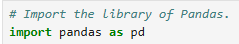 # Import the library of Pandas.
import pandas as pd